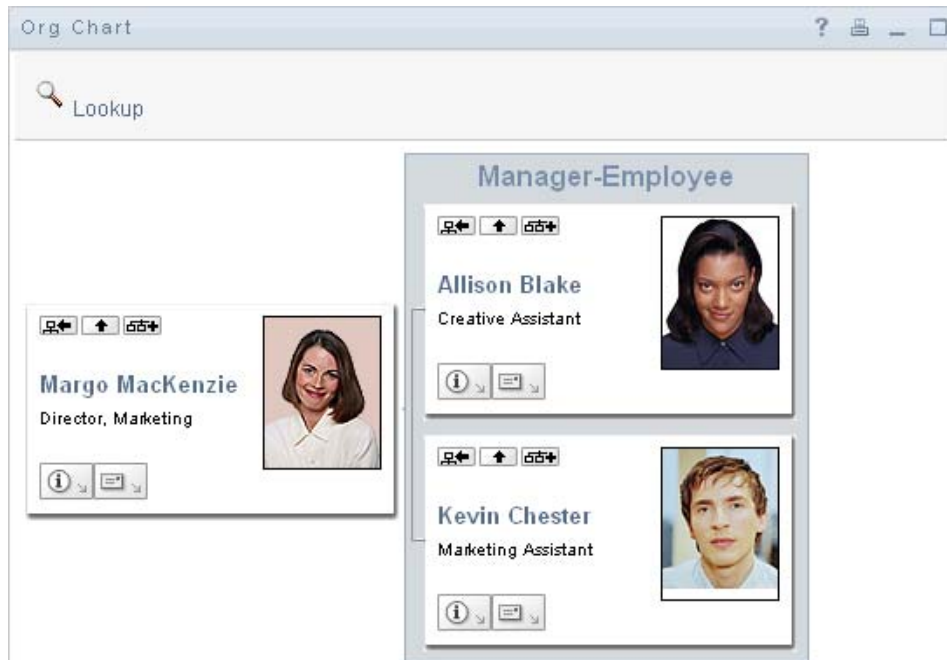 Org Chart
?
Lookup
Manager-Employee
Allison Blake
Creative Assistant
Margo MacKenzie
Director, Marketing
Kevin Chester
Marketing Assistant